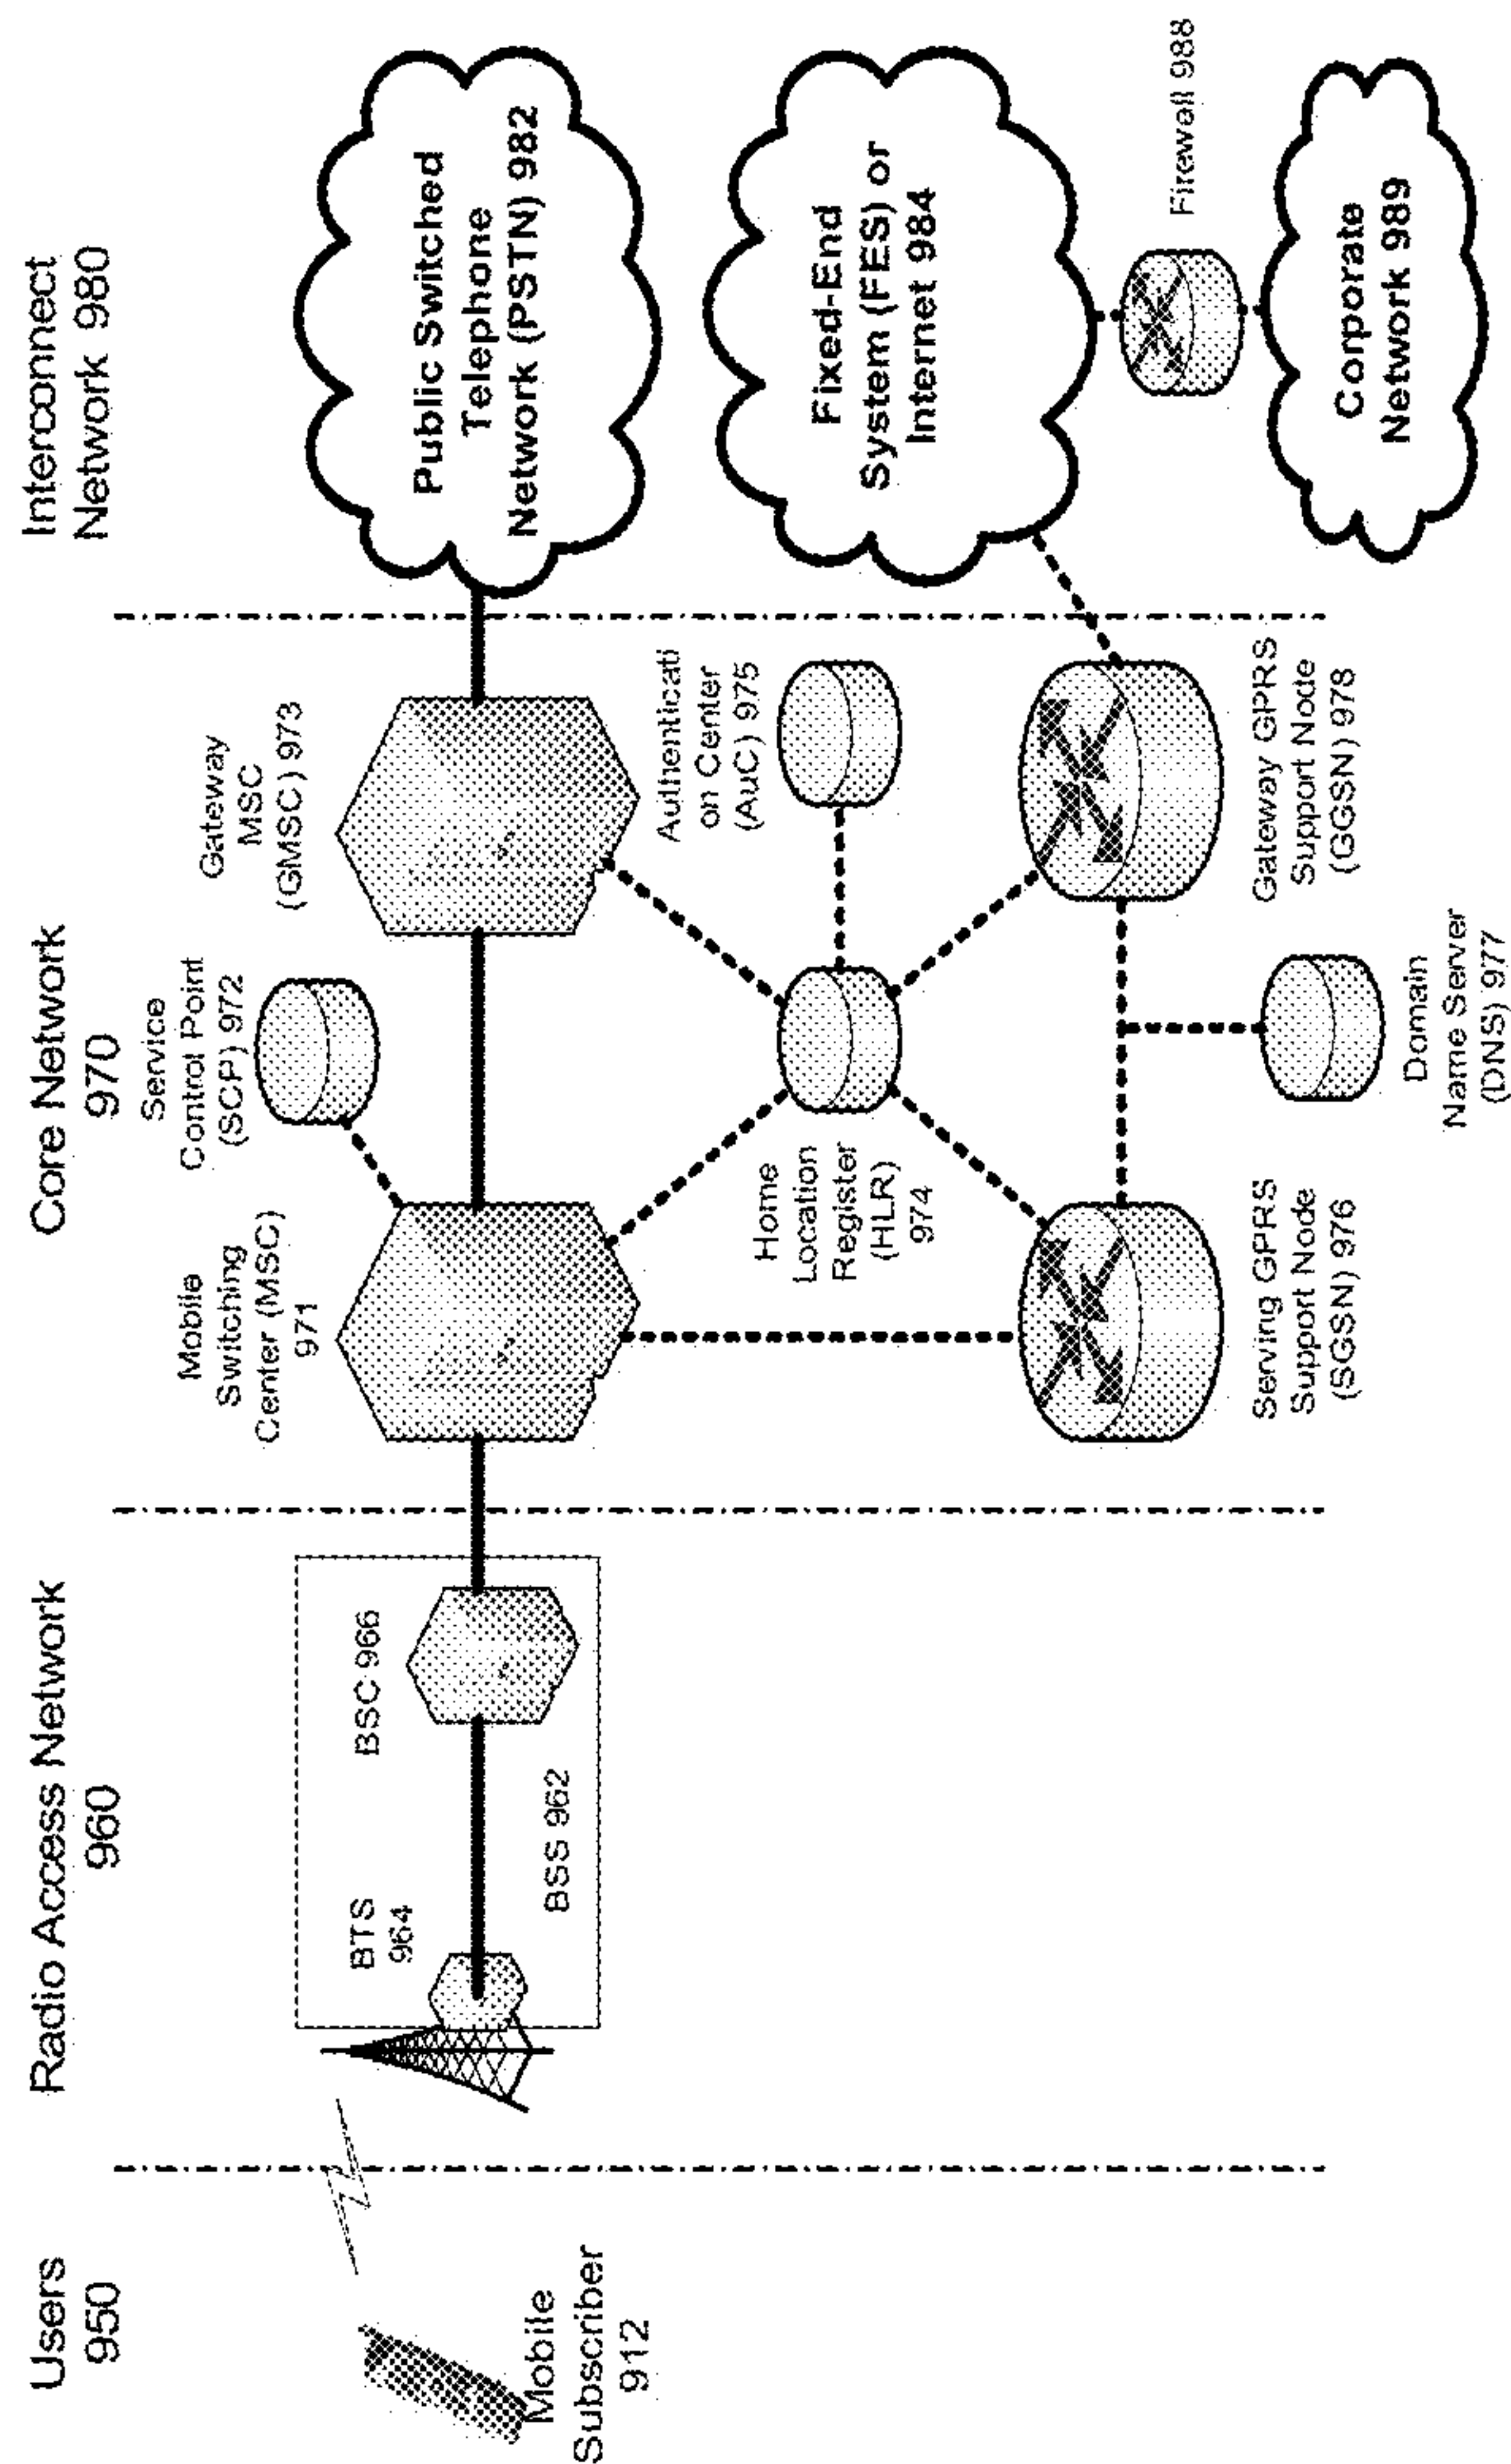 Users
950
Radio Access Network
960
Core Network
970
Interconnect
Network 980
Mobile
Subscriber
912
BTS
964
BSC 966
BSS 962
Mobile
Switching
Center (MSC)
971
Service
Control Point
(SCP) 972
Gateway
MSC
(GMSC) 973
Home
Location
Register
(HLR)
974
Authenticati
on Center
(AuC) 975
Serving GPRS
Support Node
(SGSN) 976
Domain
Name Server
(DNS) 977
Gateway GPRS
Support Node
(GGSN) 978
Public Switched
Telephone
Network (PSTN) 982
Fixed-End
System (FES) or
Internet 984
Firewall 988
Corporate
Network 989